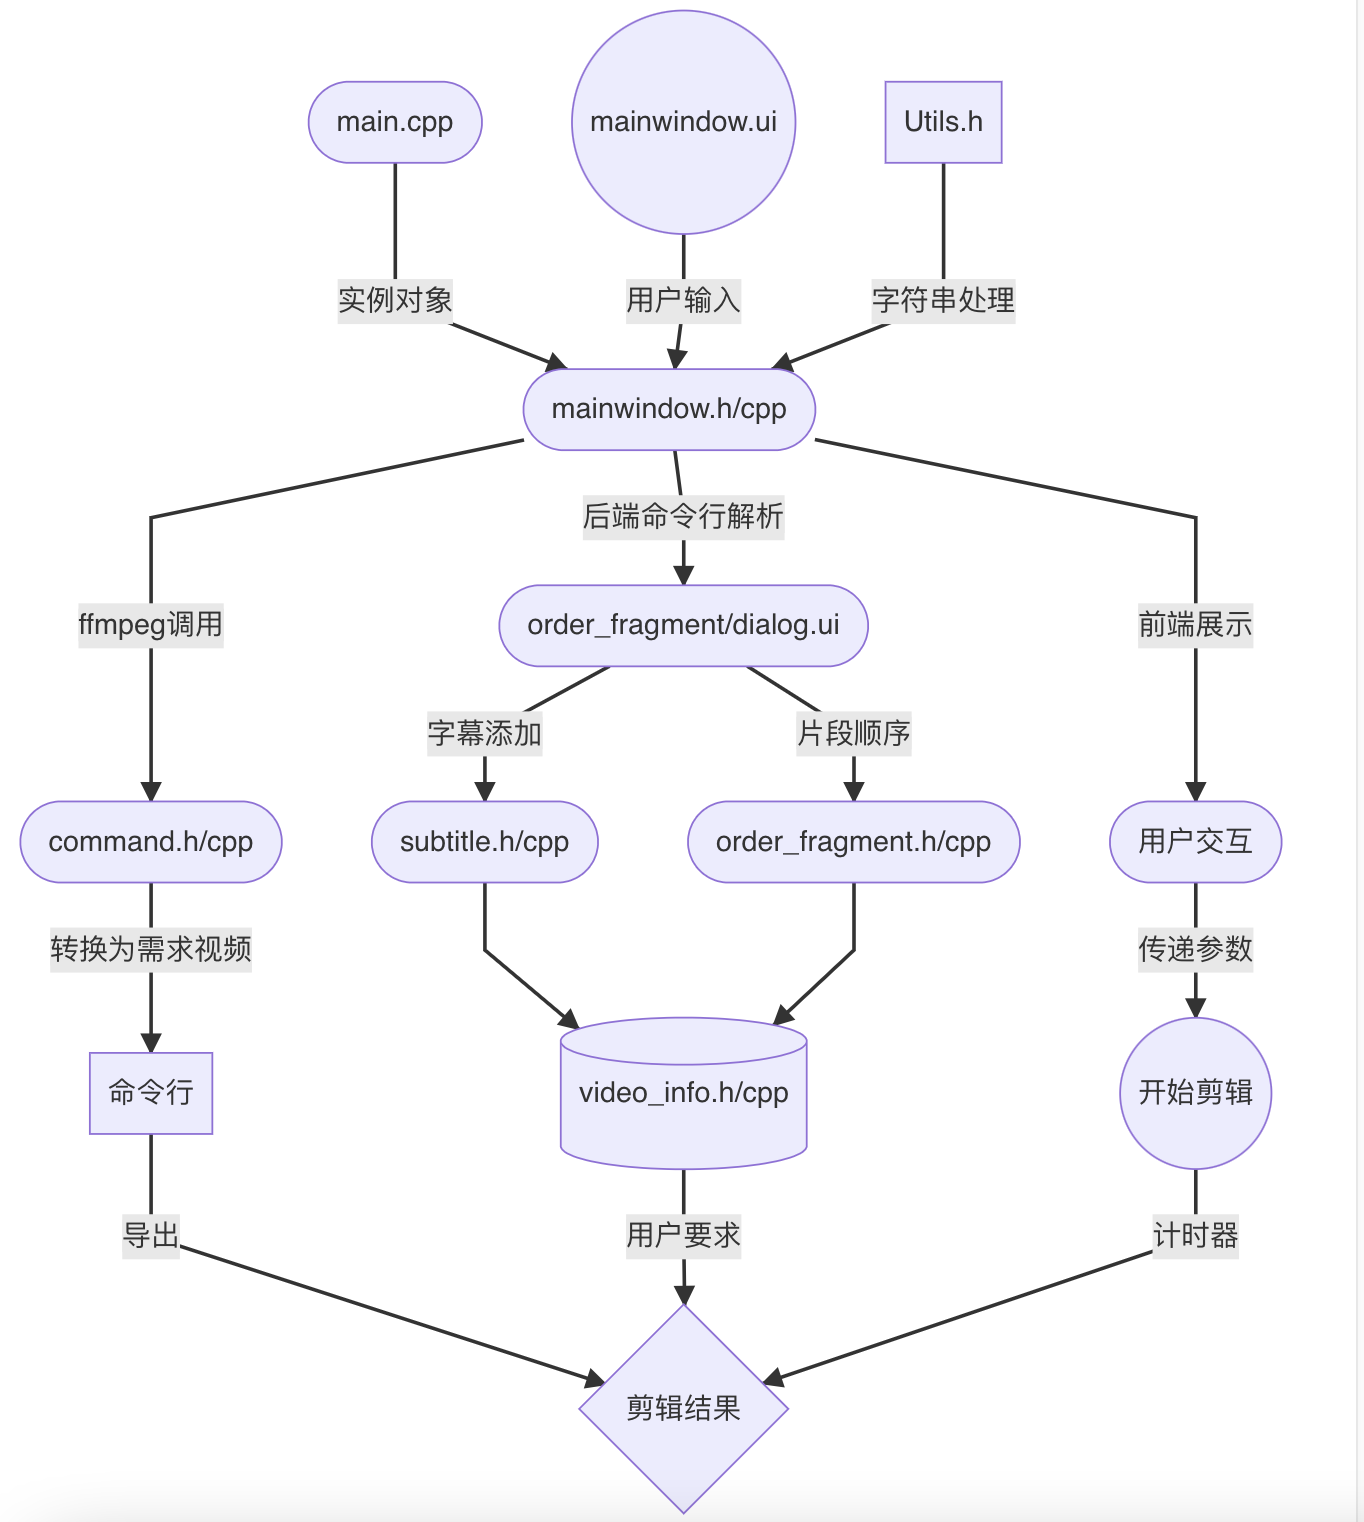 main.cpp
mainwindow.ui
Utils.h
实例对象
用户输入
字符串处理
mainwindow.h/cpp
后端命令行解析
ffmpeg调用
order_fragment/dialog.ui
前端展示
字幕添加
片段顺序
command.h/cpp
subtitle.h/cpp
order_fragment.h/cpp
用户交互
转换为需求视频
传递参数
命令行
video_info.h/cpp
开始剪辑
导出
用户要求
计时器
剪辑结果